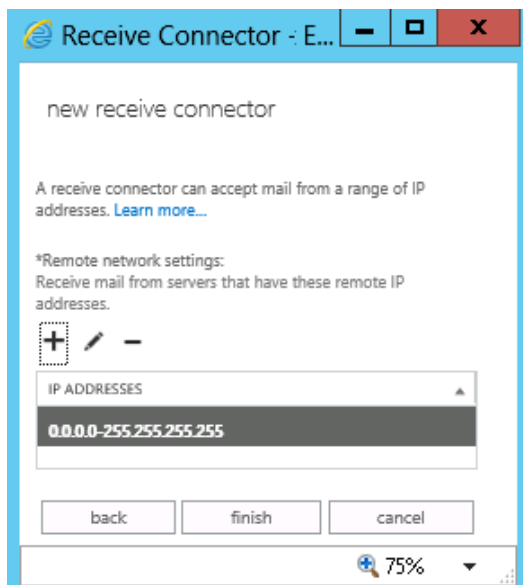 Receive Connector - E...
new receive connector
A receive connector can accept mail from a range of IP
addresses. Learn more...
*Remote network settings:
Receive mail from servers that have these remote IP
addresses.
IP ADDRESSES
0.0.0.0-255.255.255.255
back
finish
cancel
75%